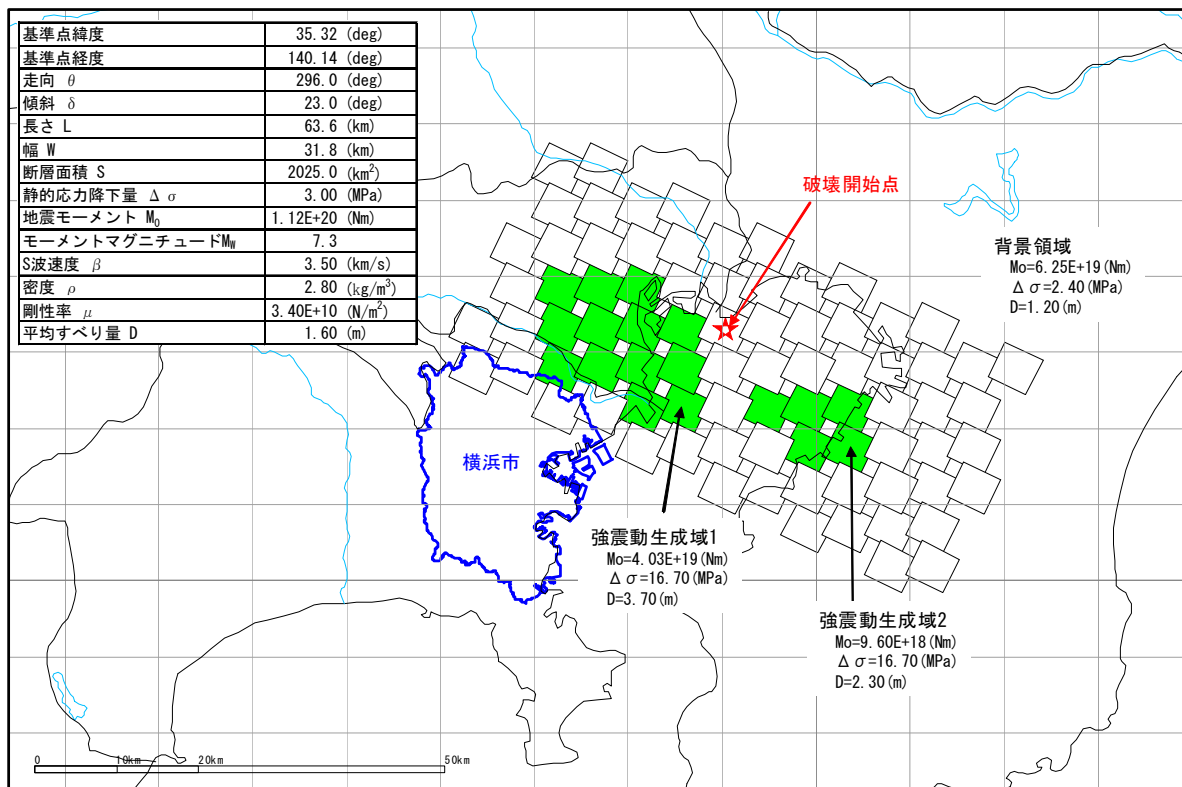 基準点緯度 35.32 (deg)
基準点経度 140.14 (deg)
走向 θ 296.0 (deg)
傾斜 δ 23.0 (deg)
長さ L 63.6 (km)
幅 W 31.8 (km)
断層面積 S 2025.0 (km²)
静的応力降下量 Δσ 3.00 (MPa)
地震モーメント M₀ 1.12E+20 (Nm)
モーメントマグニチュードMw 7.3
S波速度 β 3.50 (km/s)
密度 ρ 2.80 (kg/m³)
剛性率 μ 3.40E+10 (N/m²)
平均すべり量 D 1.60 (m)
破壊開始点
背景領域
Mo=6.25E+19(Nm)
Δσ=2.40(MPa)
D=1.20(m)
横浜市
強震動生成域1
Mo=4.03E+19(Nm)
Δσ=16.70(MPa)
D=3.70(m)
強震動生成域2
Mo=9.60E+18(Nm)
Δσ=16.70(MPa)
D=2.30(m)
0 10km 20km 50km